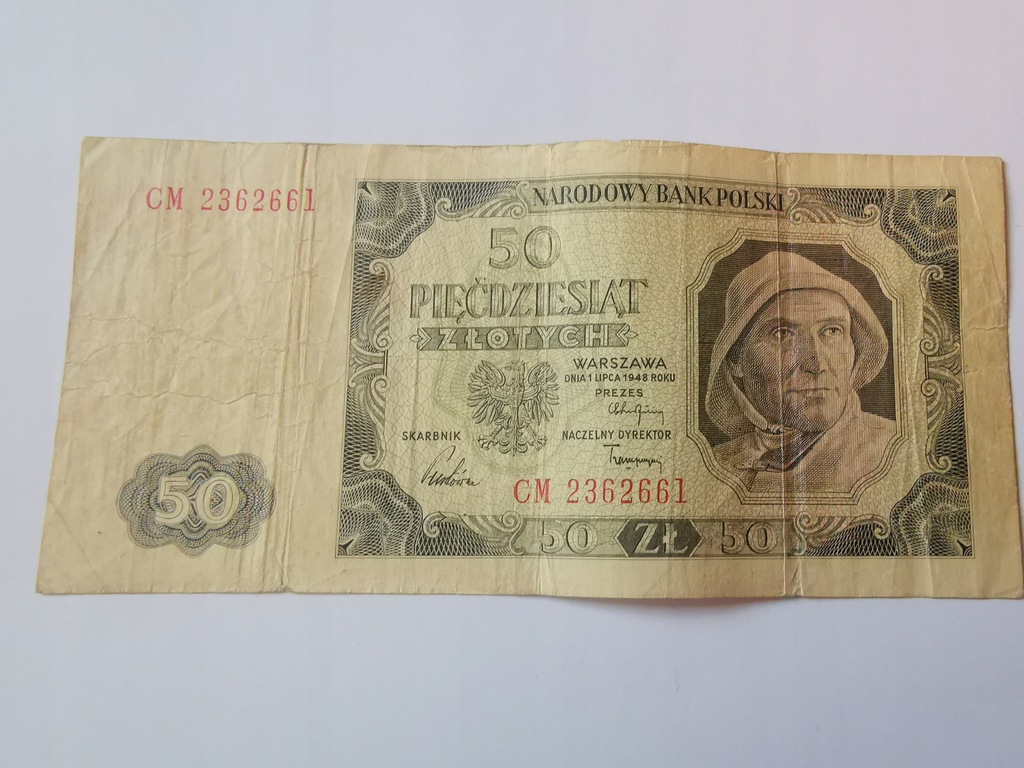 CM 2362661
NARODOWY BANK POLSKI
50
PIĘĆDZIESIĄT
ZŁOTYCH
WARSZAWA
DNIA 1 LIPCA 1948 ROKU
PREZES
SKARBNIK
NACZELNY DYREKTOR
CM 2362661
50
50 ZŁ 50